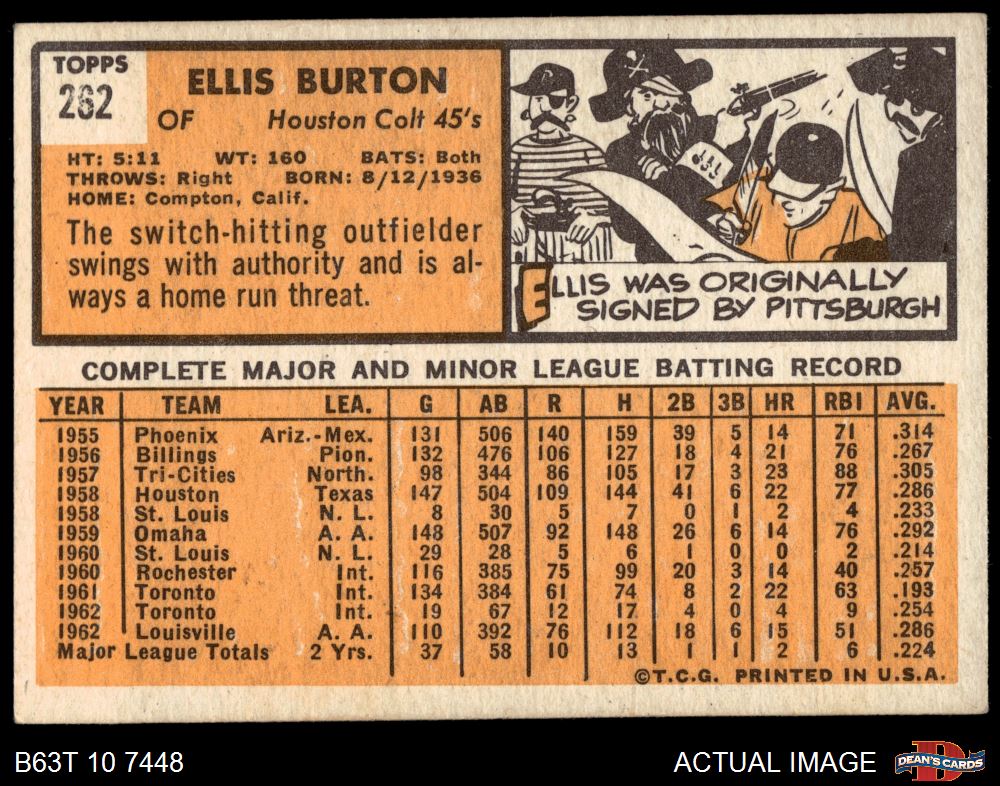 TOPPS
262
ELLIS BURTON
OF Houston Colt 45's
HT: 5:11 WT: 160 BATS: Both
THROWS: Right BORN: 8/12/1936
HOME: Compton, Calif.
The switch-hitting outfielder
swings with authority and is al-
ways a home run threat.
ELLIS WAS ORIGINALLY
SIGNED BY PITTSBURGH
COMPLETE MAJOR AND MINOR LEAGUE BATTING RECORD
YEAR TEAM LEA. G AB R H 2B 3B HR RBI AVG.
1955 Phoenix Ariz.-Mex. 131 506 140 159 39 5 14 71 .314
1956 Billings Pion. 132 476 106 127 18 4 21 76 .267
1957 Tri-Cities North. 98 344 86 105 17 3 23 88 .305
1958 Houston Texas 147 504 109 144 41 6 22 77 .286
1958 St. Louis N. L. 8 30 5 7 0 1 2 4 .233
1959 Omaha A. A. 148 507 92 148 26 6 14 76 .292
1960 St. Louis N. L. 29 28 5 6 1 0 0 2 .214
1960 Rochester Int. 116 385 75 99 20 3 14 40 .257
1961 Toronto Int. 134 384 61 74 8 2 22 63 .193
1962 Toronto Int. 19 67 12 17 4 0 4 9 .254
1962 Louisville A. A. 110 392 76 112 18 6 15 51 .286
Major League Totals 2 Yrs. 37 58 10 13 1 1 2 6 .224
©T.C.G. PRINTED IN U.S.A.
B63T 10 7448 ACTUAL IMAGE
DEAN'S CARDS